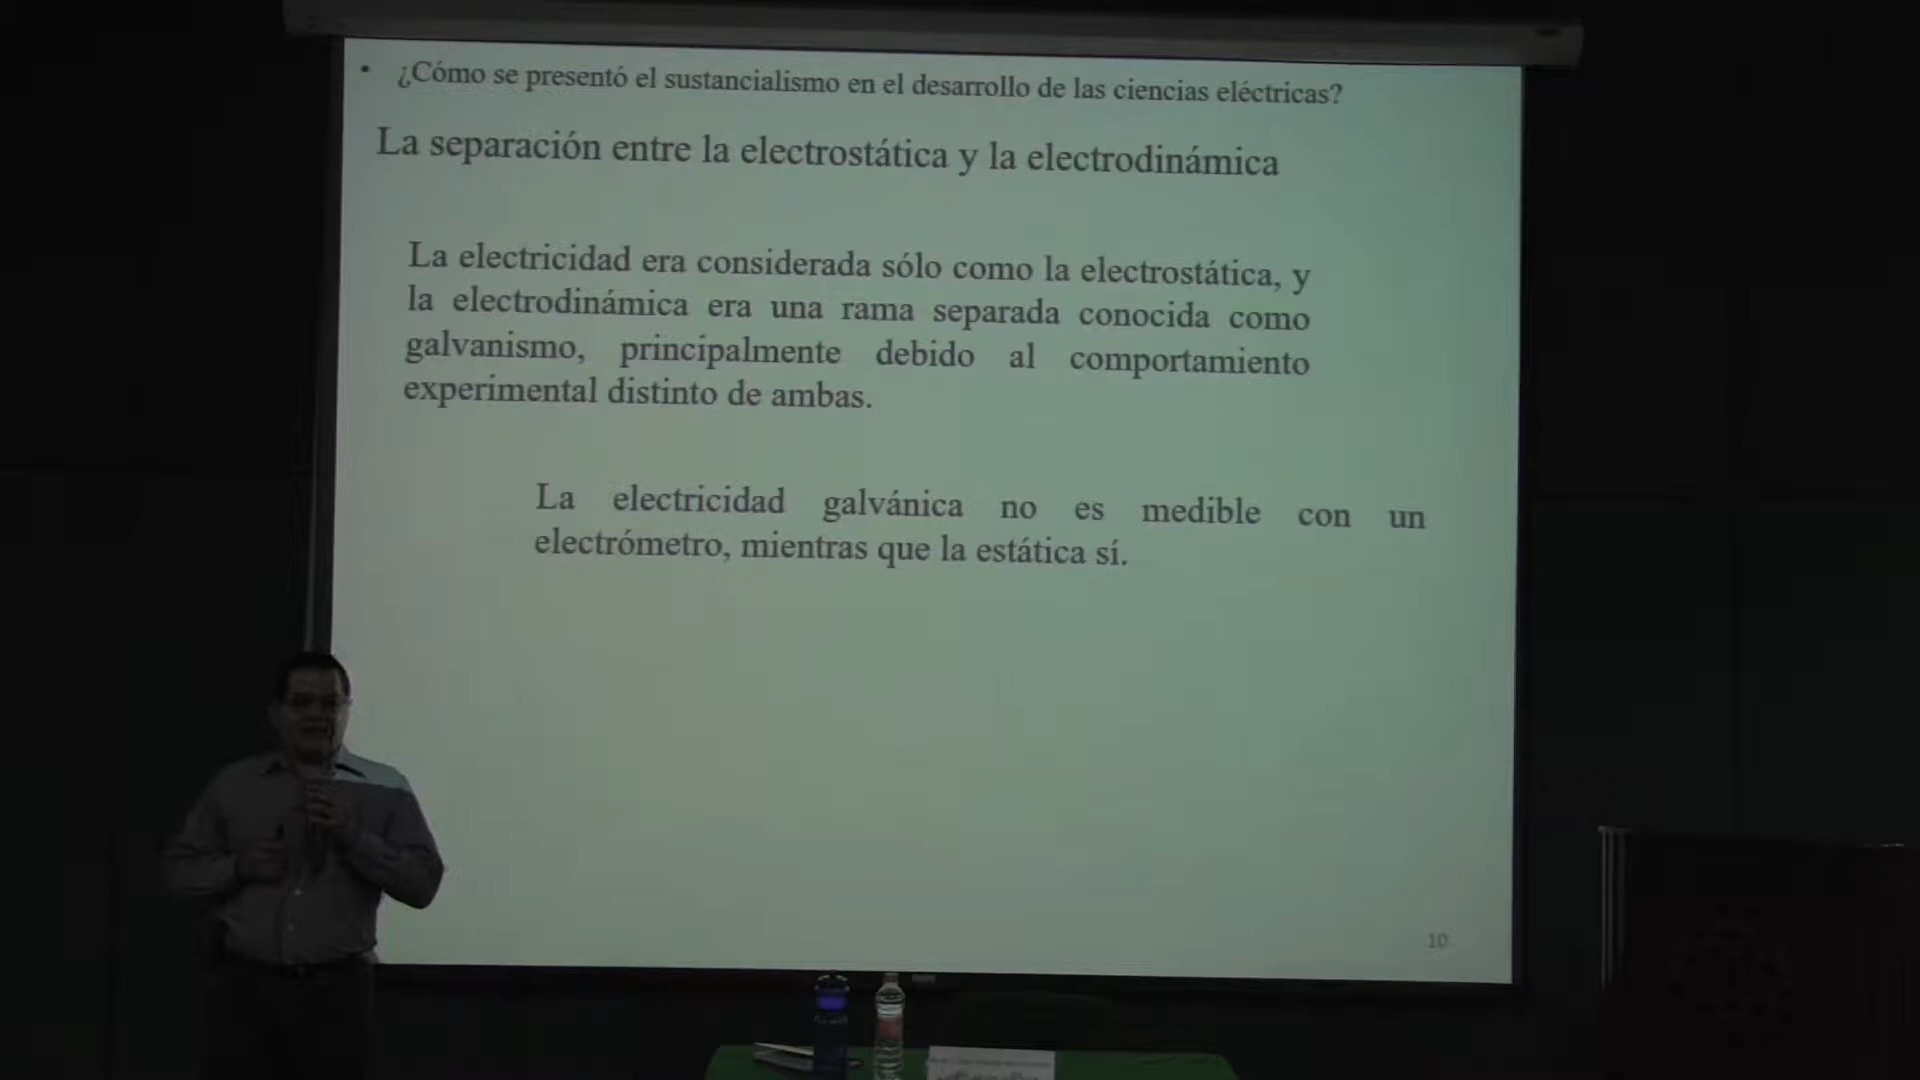 • ¿Cómo se presentó el sustancialismo en el desarrollo de las ciencias eléctricas?
La separación entre la electrostática y la electrodinámica
La electricidad era considerada sólo como la electrostática, y
la electrodinámica era una rama separada conocida como
galvanismo, principalmente debido al comportamiento
experimental distinto de ambas.
La electricidad galvánica no es medible con un
electrómetro, mientras que la estática sí.
10